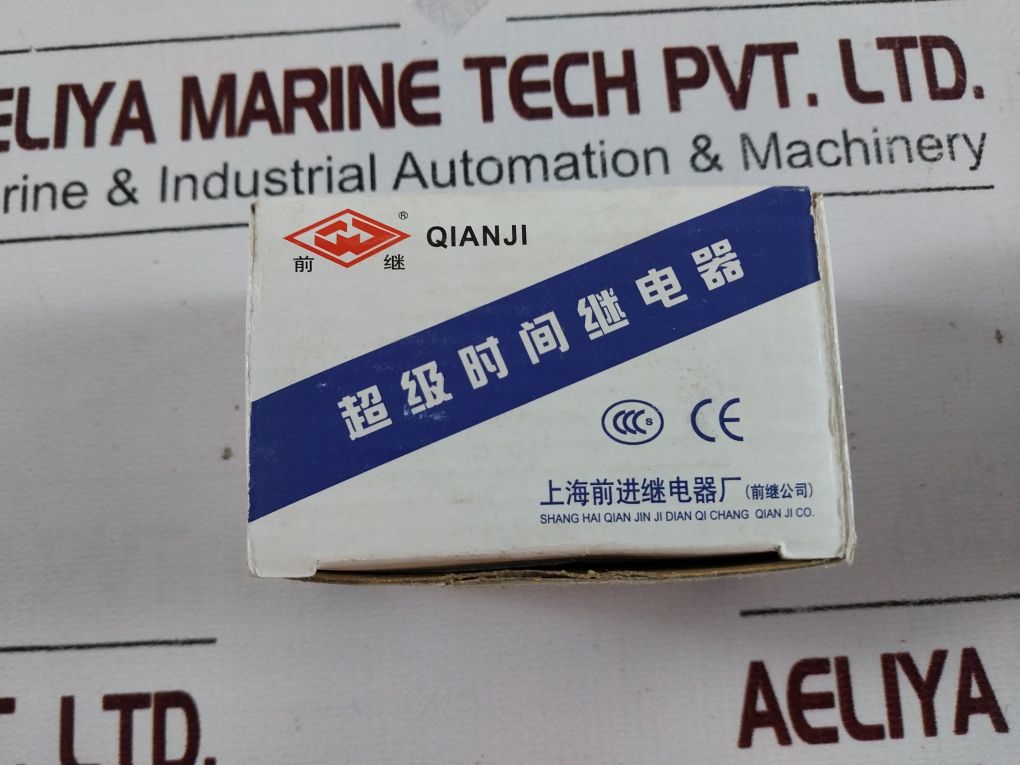 AELIYA MARINE TECH PVT. LTD.
rine & Industrial Automation & Machinery
® QIANJI
前 继
超级时间继电器
CCC S CE
上海前进继电器厂(前继公司)
SHANG HAI QIAN JIN JI DIAN QI CHANG QIAN JI CO.
T. LTD.
AELIYA